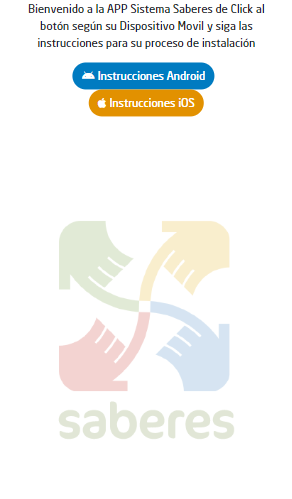 Bienvenido a la APP Sistema Saberes de Click al
botón según su Dispositivo Movil y siga las
instrucciones para su proceso de instalación
Instrucciones Android
Instrucciones iOS
saberes